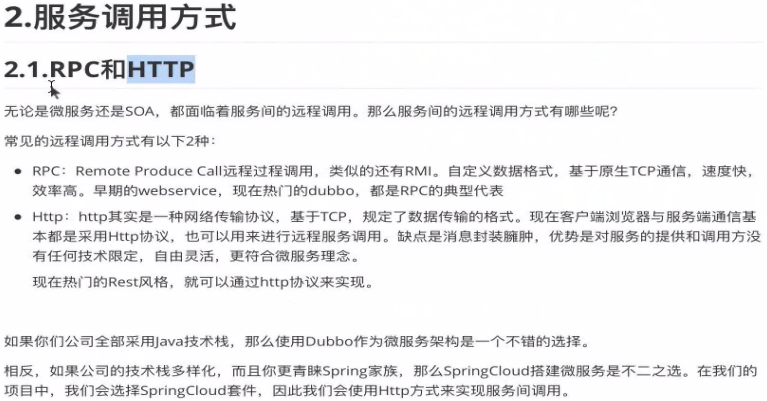 2.服务调用方式
2.1.RPC和HTTP
无论是微服务还是SOA，都面临着服务间的远程调用。那么服务间的远程调用方式有哪些呢？
常见的远程调用方式有以下2种：
● RPC：Remote Produce Call远程过程调用，类似的还有RMI。自定义数据格式，基于原生TCP通信，速度快，
效率高。早期的webservice，现在热门的dubbo，都是RPC的典型代表
● Http：http其实是一种网络传输协议，基于TCP，规定了数据传输的格式。现在客户端浏览器与服务端通信基
本都是采用Http协议，也可以用来进行远程服务调用。缺点是消息封装臃肿，优势是对服务的提供和调用方没
有任何技术限定，自由灵活，更符合微服务理念。
现在热门的Rest风格，就可以通过http协议来实现。
如果你们公司全部采用Java技术栈，那么使用Dubbo作为微服务架构是一个不错的选择。
相反，如果公司的技术栈多样化，而且你更青睐Spring家族，那么SpringCloud搭建微服务是不二之选。在我们的
项目中，我们会选择SpringCloud套件，因此我们会使用Http方式来实现服务间调用。